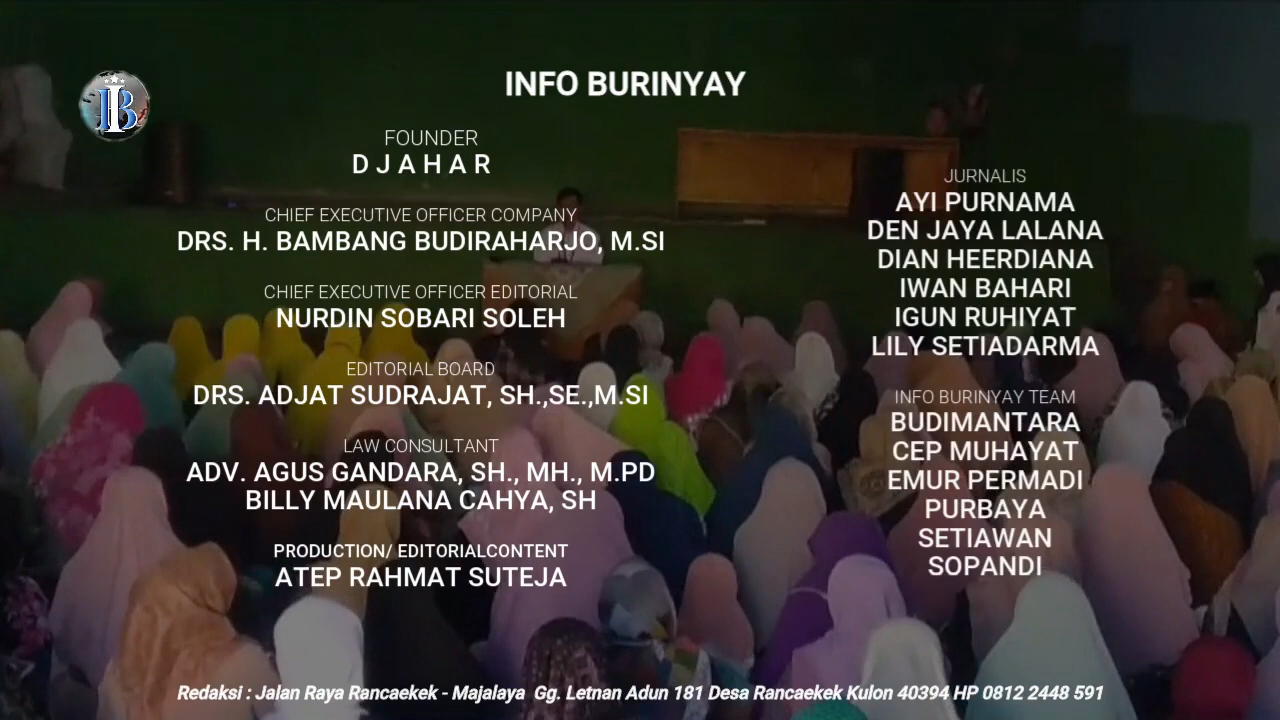 IB
INFO BURINYAY
FOUNDER
D J A H A R
CHIEF EXECUTIVE OFFICER COMPANY
DRS. H. BAMBANG BUDIRAHARJO, M.SI
CHIEF EXECUTIVE OFFICER EDITORIAL
NURDIN SOBARI SOLEH
EDITORIAL BOARD
DRS. ADJAT SUDRAJAT, SH.,SE.,M.SI
LAW CONSULTANT
ADV. AGUS GANDARA, SH., MH., M.PD
BILLY MAULANA CAHYA, SH
PRODUCTION/ EDITORIALCONTENT
ATEP RAHMAT SUTEJA
JURNALIS
AYI PURNAMA
DEN JAYA LALANA
DIAN HEERDIANA
IWAN BAHARI
IGUN RUHIYAT
LILY SETIADARMA
INFO BURINYAY TEAM
BUDIMANTARA
CEP MUHAYAT
EMUR PERMADI
PURBAYA
SETIAWAN
SOPANDI
Redaksi : Jalan Raya Rancaekek - Majalaya Gg. Letnan Adun 181 Desa Rancaekek Kulon 40394 HP 0812 2448 591